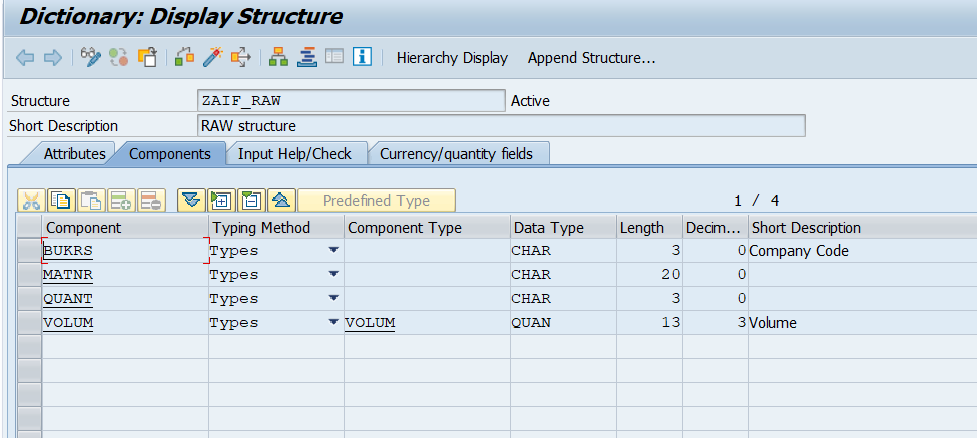 Dictionary: Display Structure
Hierarchy Display Append Structure...
Structure ZAIF_RAW Active
Short Description RAW structure
Attributes Components Input Help/Check Currency/quantity fields
Predefined Type 1 / 4
Component Typing Method Component Type Data Type Length Decim... Short Description
BUKRS Types CHAR 3 0 Company Code
MATNR Types CHAR 20 0
QUANT Types CHAR 3 0
VOLUM Types VOLUM QUAN 13 3 Volume